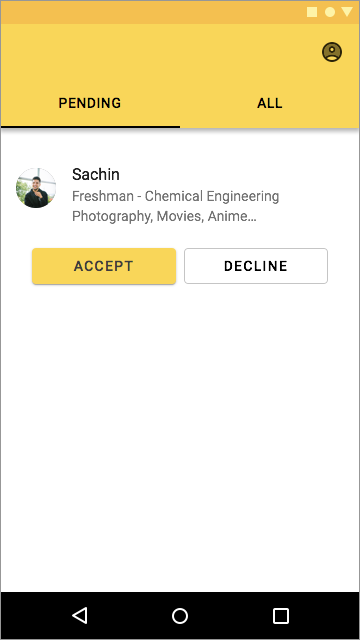 PENDING ALL
Sachin
Freshman - Chemical Engineering
Photography, Movies, Anime...
ACCEPT DECLINE